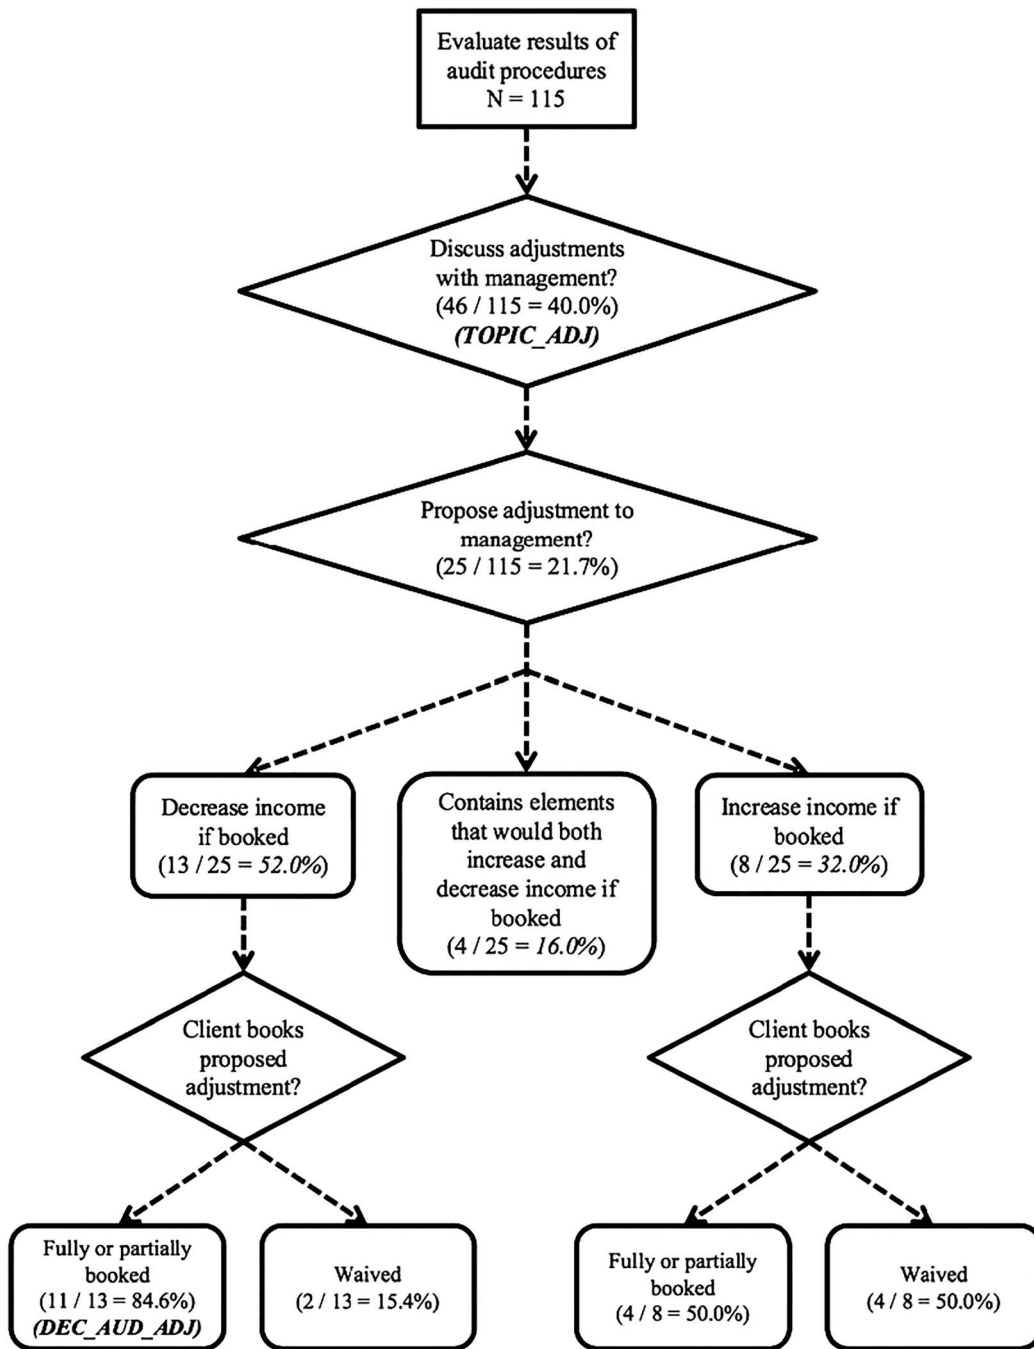 Evaluate results of
audit procedures
N = 115
Discuss adjustments
with management?
(46 / 115 = 40.0%)
(TOPIC_ADJ)
Propose adjustment to
management?
(25 / 115 = 21.7%)
Decrease income
if booked
(13 / 25 = 52.0%)
Contains elements
that would both
increase and
decrease income if
booked
(4 / 25 = 16.0%)
Increase income if
booked
(8 / 25 = 32.0%)
Client books
proposed
adjustment?
Client books
proposed
adjustment?
Fully or partially
booked
(11 / 13 = 84.6%)
(DEC_AUD_ADJ)
Waived
(2 / 13 = 15.4%)
Fully or partially
booked
(4 / 8 = 50.0%)
Waived
(4 / 8 = 50.0%)